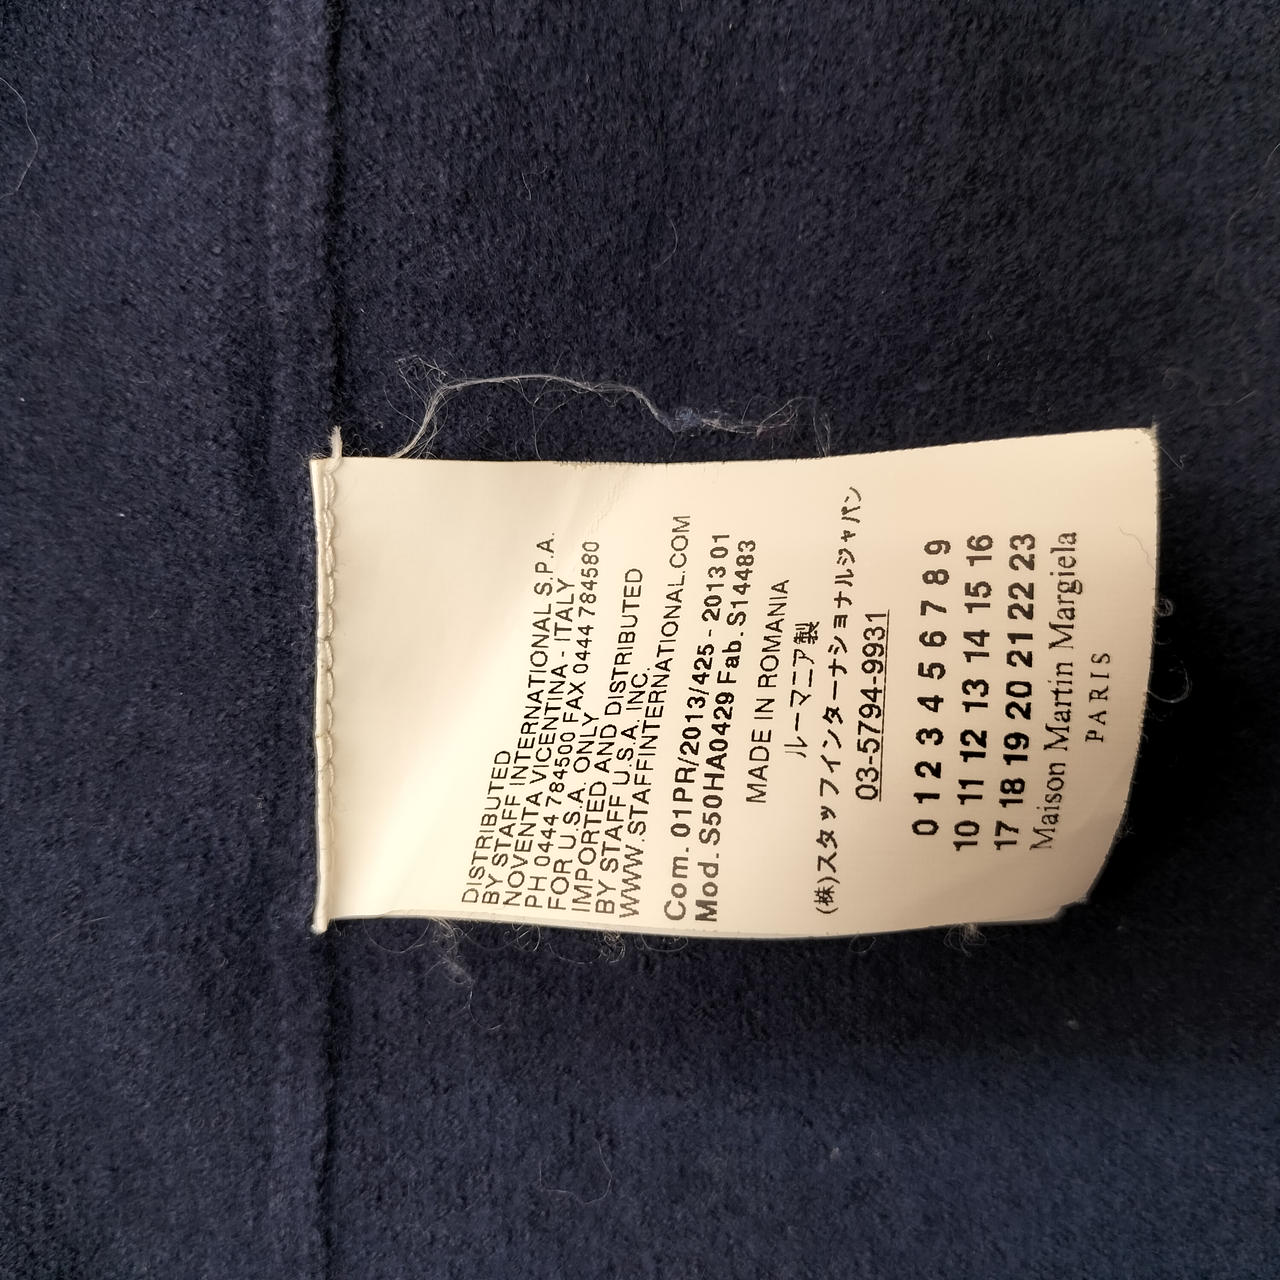 DISTRIBUTED
BY STAFF INTERNATIONAL S.P.A.
NOVENTA VICENTINA - ITALY
PH 0444 784500 FAX 0444 784580
FOR U.S.A. ONLY
IMPORTED AND DISTRIBUTED
BY STAFF U.S.A. INC.
WWW.STAFFINTERNATIONAL.COM
Com. 01PR/2013/425 - 2013 01
Mod. S50HA0429 Fab. S14483
MADE IN ROMANIA
ルーマニア製
(株)スタッフインターナショナルジャパン
03-5794-9931
0 1 2 3 4 5 6 7 8 9
10 11 12 13 14 15 16
17 18 19 20 21 22 23
Maison Martin Margiela
PARIS